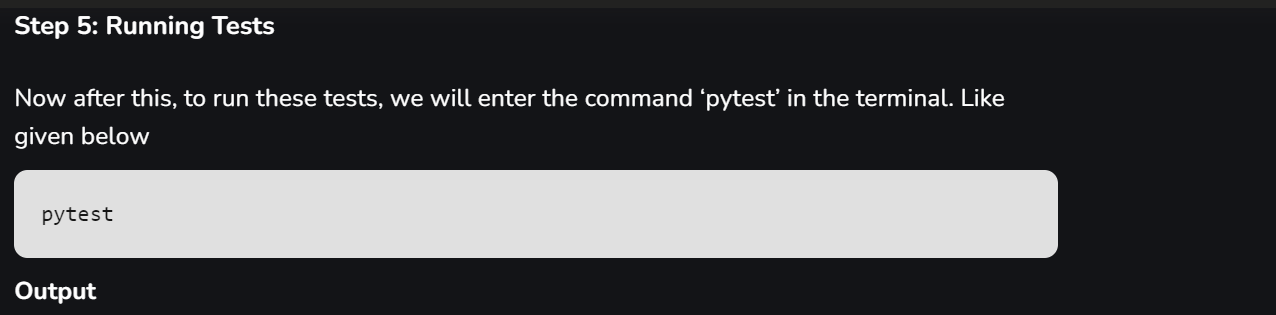 Step 5: Running Tests
Now after this, to run these tests, we will enter the command ‘pytest’ in the terminal. Like
given below
pytest
Output